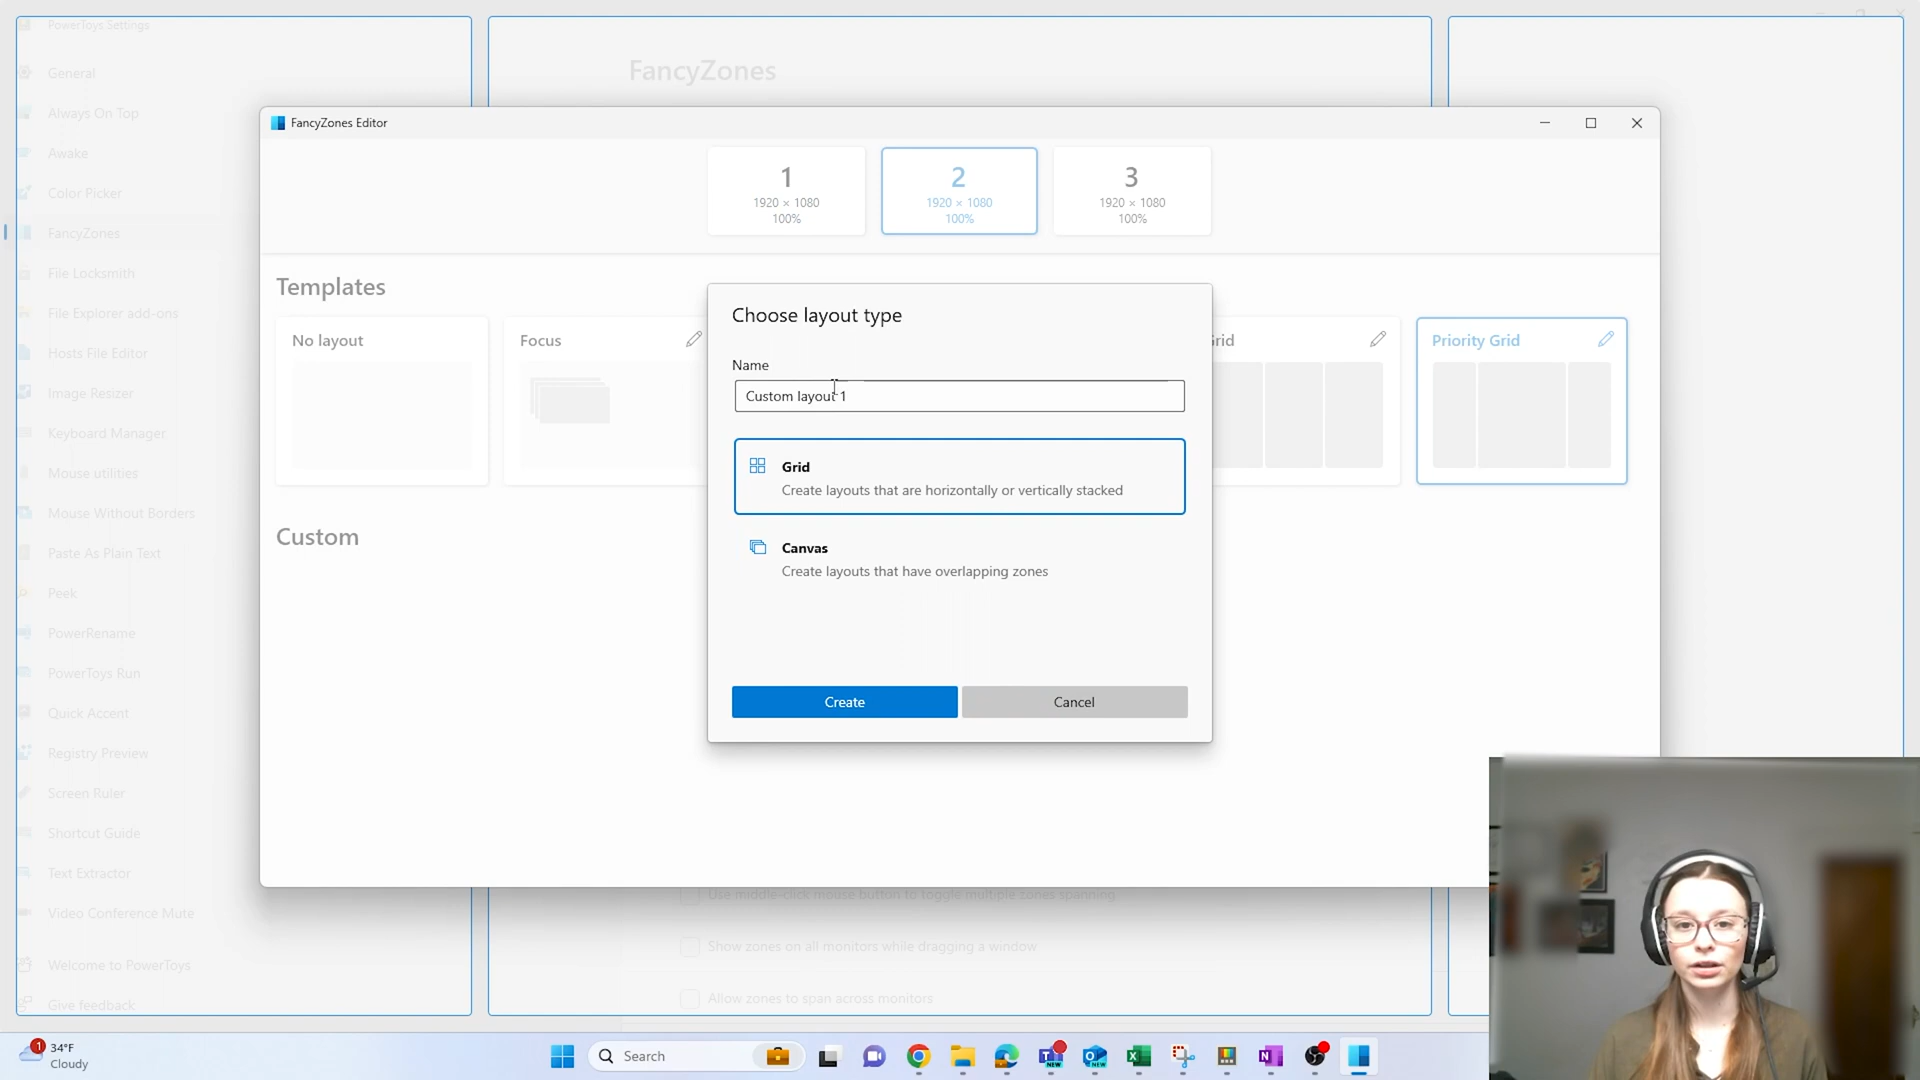 PowerToys Settings
General
Always On Top
Awake
Color Picker
FancyZones
File Locksmith
File Explorer add-ons
Hosts File Editor
Image Resizer
Keyboard Manager
Mouse utilities
Mouse Without Borders
Paste As Plain Text
Peek
PowerRename
PowerToys Run
Quick Accent
Registry Preview
Screen Ruler
Shortcut Guide
Text Extractor
Video Conference Mute
Welcome to PowerToys
Give feedback
FancyZones
FancyZones Editor
1
1920 × 1080
100%
2
1920 × 1080
100%
3
1920 × 1080
100%
Templates
No layout
Focus
Grid
Priority Grid
Custom
Choose layout type
Name
Custom layout 1
Grid
Create layouts that are horizontally or vertically stacked
Canvas
Create layouts that have overlapping zones
Create
Cancel
Use middle-click mouse button to toggle multiple zones spanning
Show zones on all monitors while dragging a window
Allow zones to span across monitors
1
34°F
Cloudy
Search
NEW
NEW